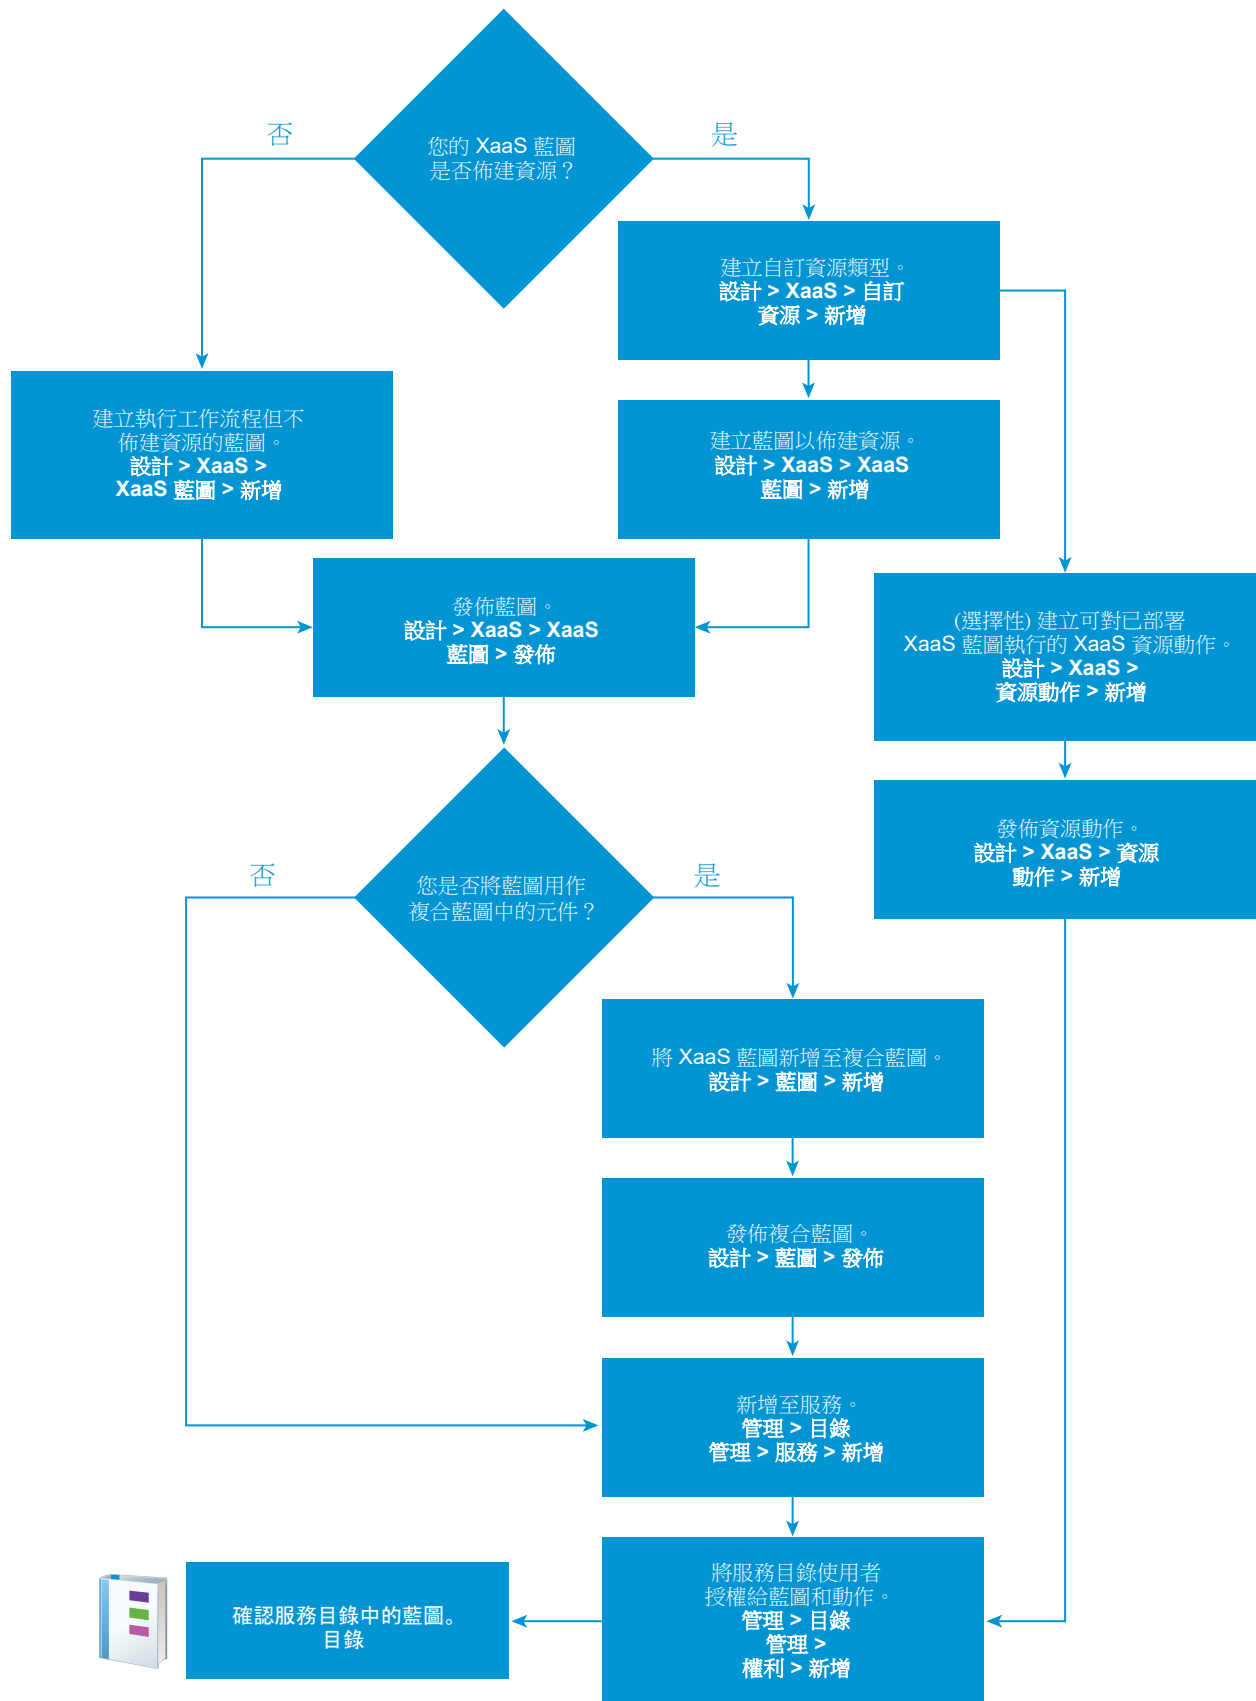 否
是
您的 XaaS 藍圖
是否佈建資源？
建立自訂資源類型。
設計 > XaaS > 自訂
資源 > 新增
建立執行工作流程但不
佈建資源的藍圖。
設計 > XaaS >
XaaS 藍圖 > 新增
建立藍圖以佈建資源。
設計 > XaaS > XaaS
藍圖 > 新增
發佈藍圖。
設計 > XaaS > XaaS
藍圖 > 發佈
(選擇性) 建立可對已部署
XaaS 藍圖執行的 XaaS 資源動作。
設計 > XaaS >
資源動作 > 新增
發佈資源動作。
設計 > XaaS > 資源
動作 > 新增
否
是
您是否將藍圖用作
複合藍圖中的元件？
將 XaaS 藍圖新增至複合藍圖。
設計 > 藍圖 > 新增
發佈複合藍圖。
設計 > 藍圖 > 發佈
新增至服務。
管理 > 目錄
管理 > 服務 > 新增
將服務目錄使用者
授權給藍圖和動作。
管理 > 目錄
管理 >
權利 > 新增
確認服務目錄中的藍圖。
目錄